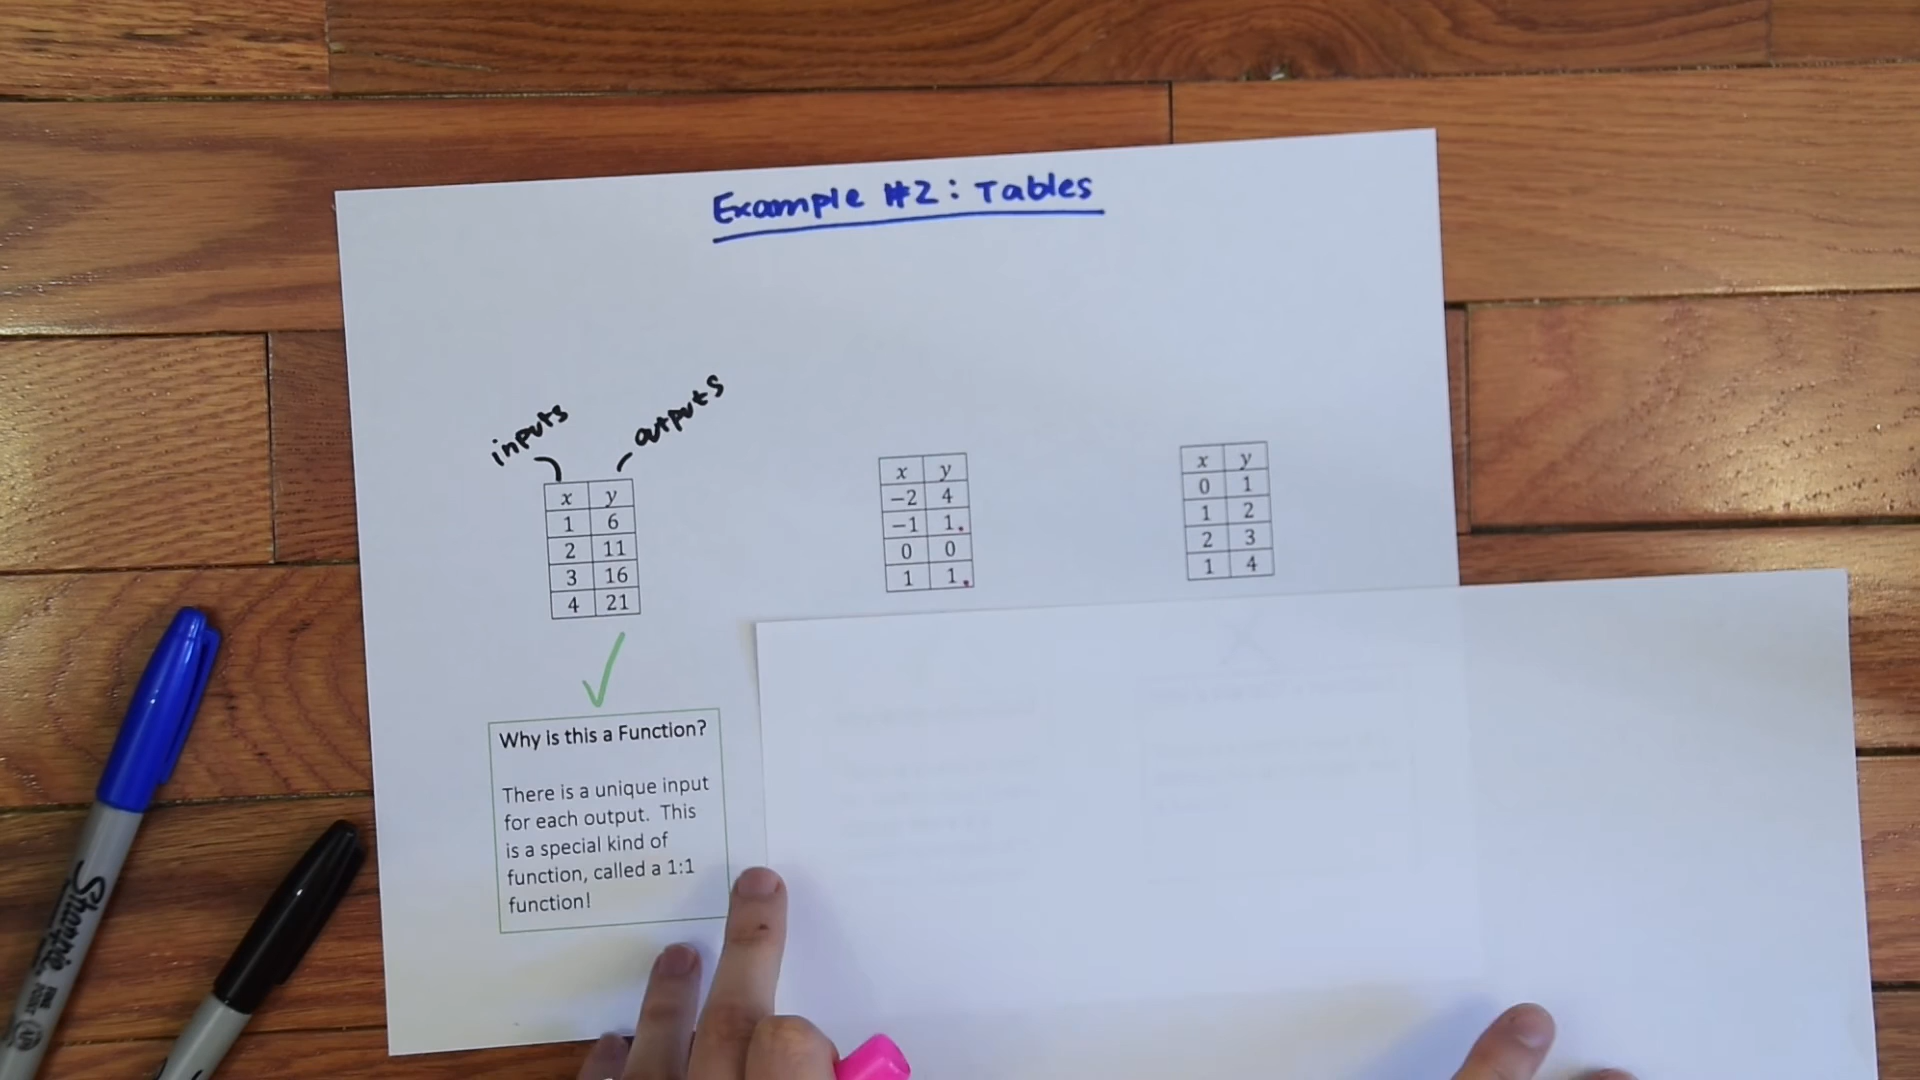 Example #2: Tables
inputs
outputs
x y
1 6
2 11
3 16
4 21
x y
−2 4
−1 1
0 0
1 1
x y
0 1
1 2
2 3
1 4
Why is this a Function?
There is a unique input
for each output. This
is a special kind of
function, called a 1:1
function!
Sharpie
FINE
POINT